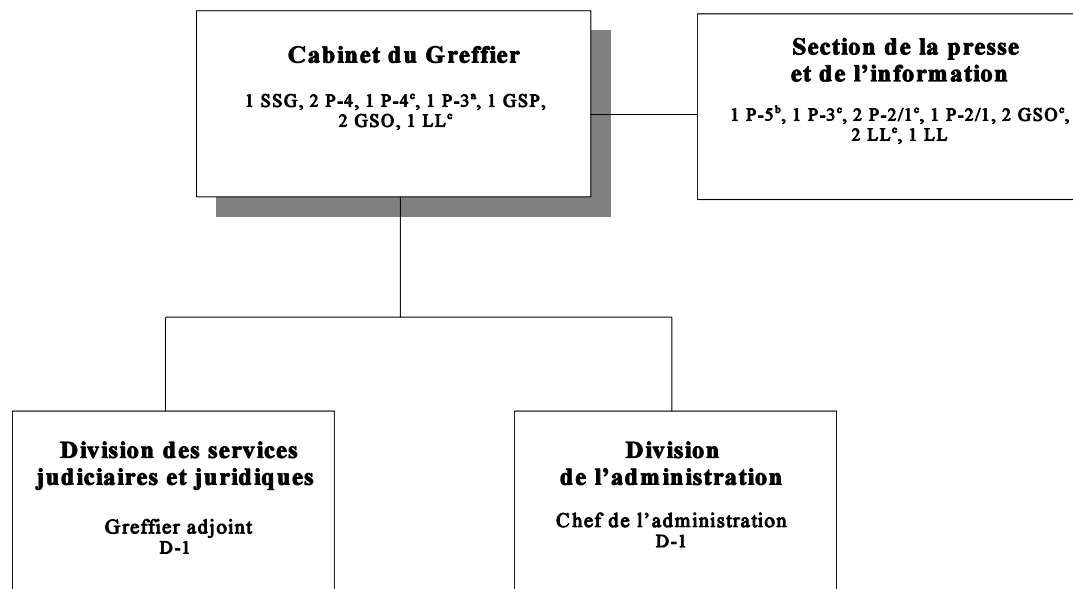 Cabinet du Greffier
1 SSG, 2 P-4, 1 P-4ᶜ, 1 P-3ᵃ, 1 GSP,
2 GSO, 1 LLᶜ
Section de la presse
et de l’information
1 P-5ᵇ, 1 P-3ᶜ, 2 P-2/1ᶜ, 1 P-2/1, 2 GSOᶜ,
2 LLᶜ, 1 LL
Division des services
judiciaires et juridiques
Greffier adjoint
D-1
Division
de l’administration
Chef de l’administration
D-1